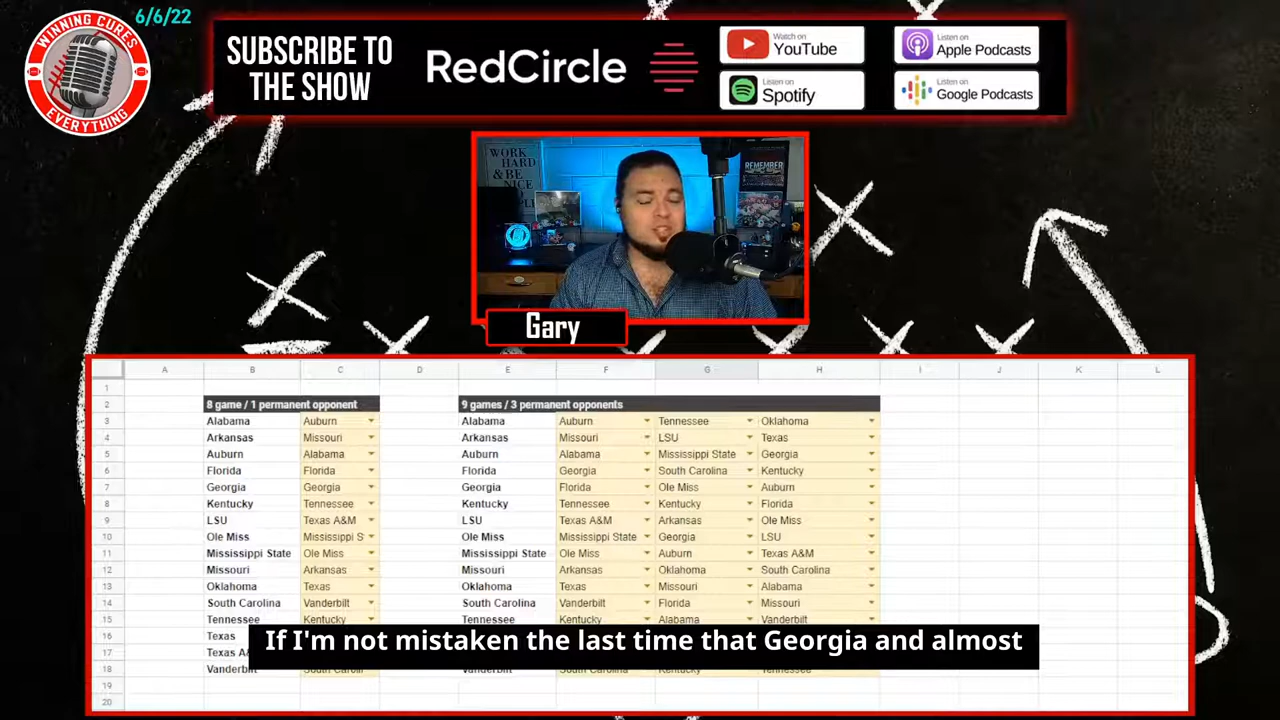 6/6/22
WINNING CURES
EVERYTHING
SUBSCRIBE TO
THE SHOW
RedCircle
Watch on
YouTube
Listen on
Apple Podcasts
Listen on
Spotify
Listen on
Google Podcasts
WORK
HARD
& BE
NICE
REMEMBER
Gary
A B C D E F G H I J K L
1
2 8 game / 1 permanent opponent 9 games / 3 permanent opponents
3 Alabama Auburn Alabama Auburn Tennessee Oklahoma
4 Arkansas Missouri Arkansas Missouri LSU Texas
5 Auburn Alabama Auburn Alabama Mississippi State Georgia
6 Florida Florida Florida Georgia South Carolina Kentucky
7 Georgia Georgia Georgia Florida Ole Miss Auburn
8 Kentucky Tennessee Kentucky Tennessee Kentucky Florida
9 LSU Texas A&M LSU Texas A&M Arkansas Ole Miss
10 Ole Miss Mississippi S Ole Miss Mississippi State Georgia LSU
11 Mississippi State Ole Miss Mississippi State Ole Miss Auburn Texas A&M
12 Missouri Arkansas Missouri Arkansas Oklahoma South Carolina
13 Oklahoma Texas Oklahoma Texas Missouri Alabama
14 South Carolina Vanderbilt South Carolina Vanderbilt Florida Missouri
15 Tennessee Kentucky Tennessee Kentucky Alabama Vanderbilt
16 Texas
If I'm not mistaken the last time that Georgia and almost
17 Texas A&
18 Vanderbilt South Carolin South Carolina Kentucky Tennessee
19
20